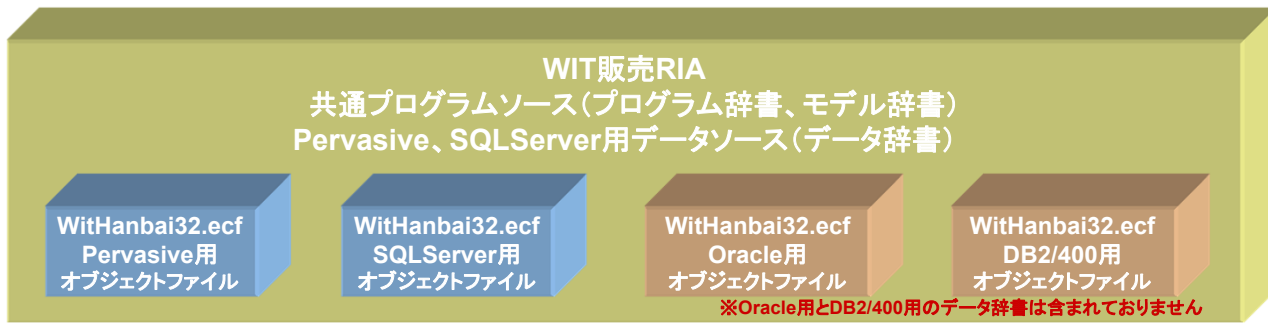 WIT販売RIA
共通プログラムソース(プログラム辞書、モデル辞書)
Pervasive、SQLServer用データソース(データ辞書)
WitHanbai32.ecf
Pervasive用
オブジェクトファイル
WitHanbai32.ecf
SQLServer用
オブジェクトファイル
WitHanbai32.ecf
Oracle用
オブジェクトファイル
WitHanbai32.ecf
DB2/400用
オブジェクトファイル
※Oracle用とDB2/400用のデータ辞書は含まれておりません